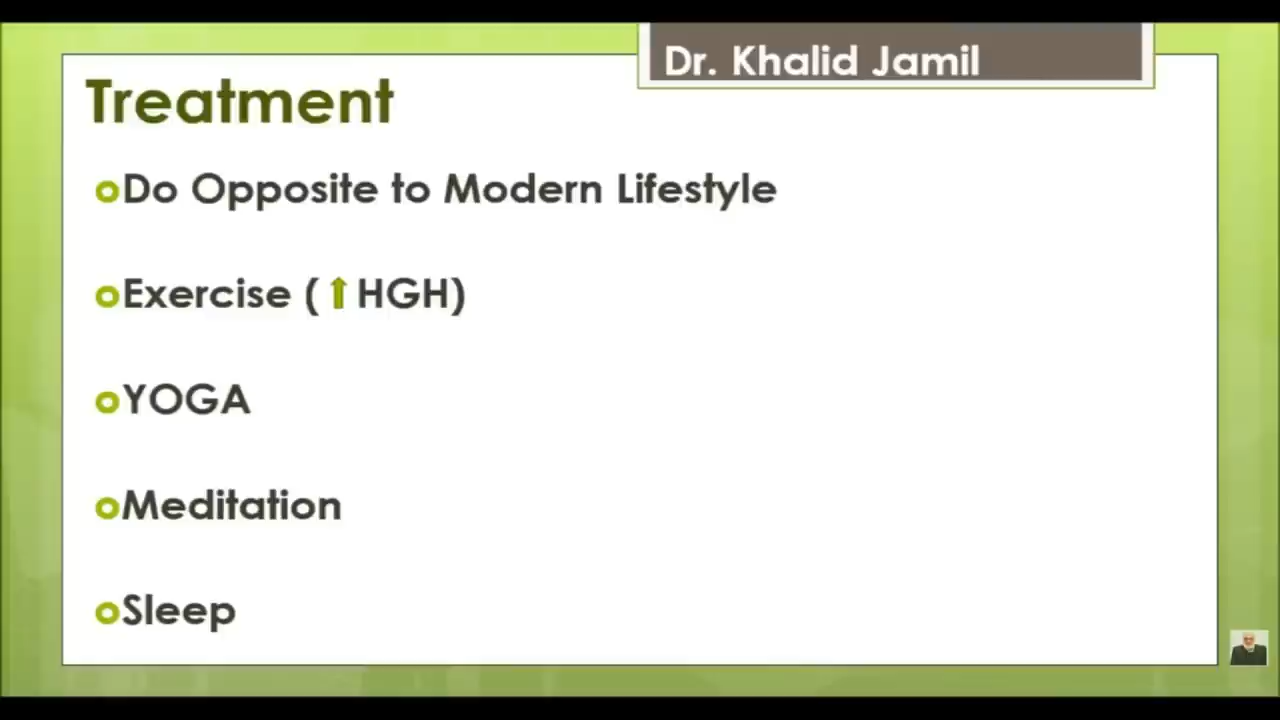 Dr. Khalid Jamil
Treatment
Do Opposite to Modern Lifestyle
Exercise (⬆HGH)
YOGA
Meditation
Sleep